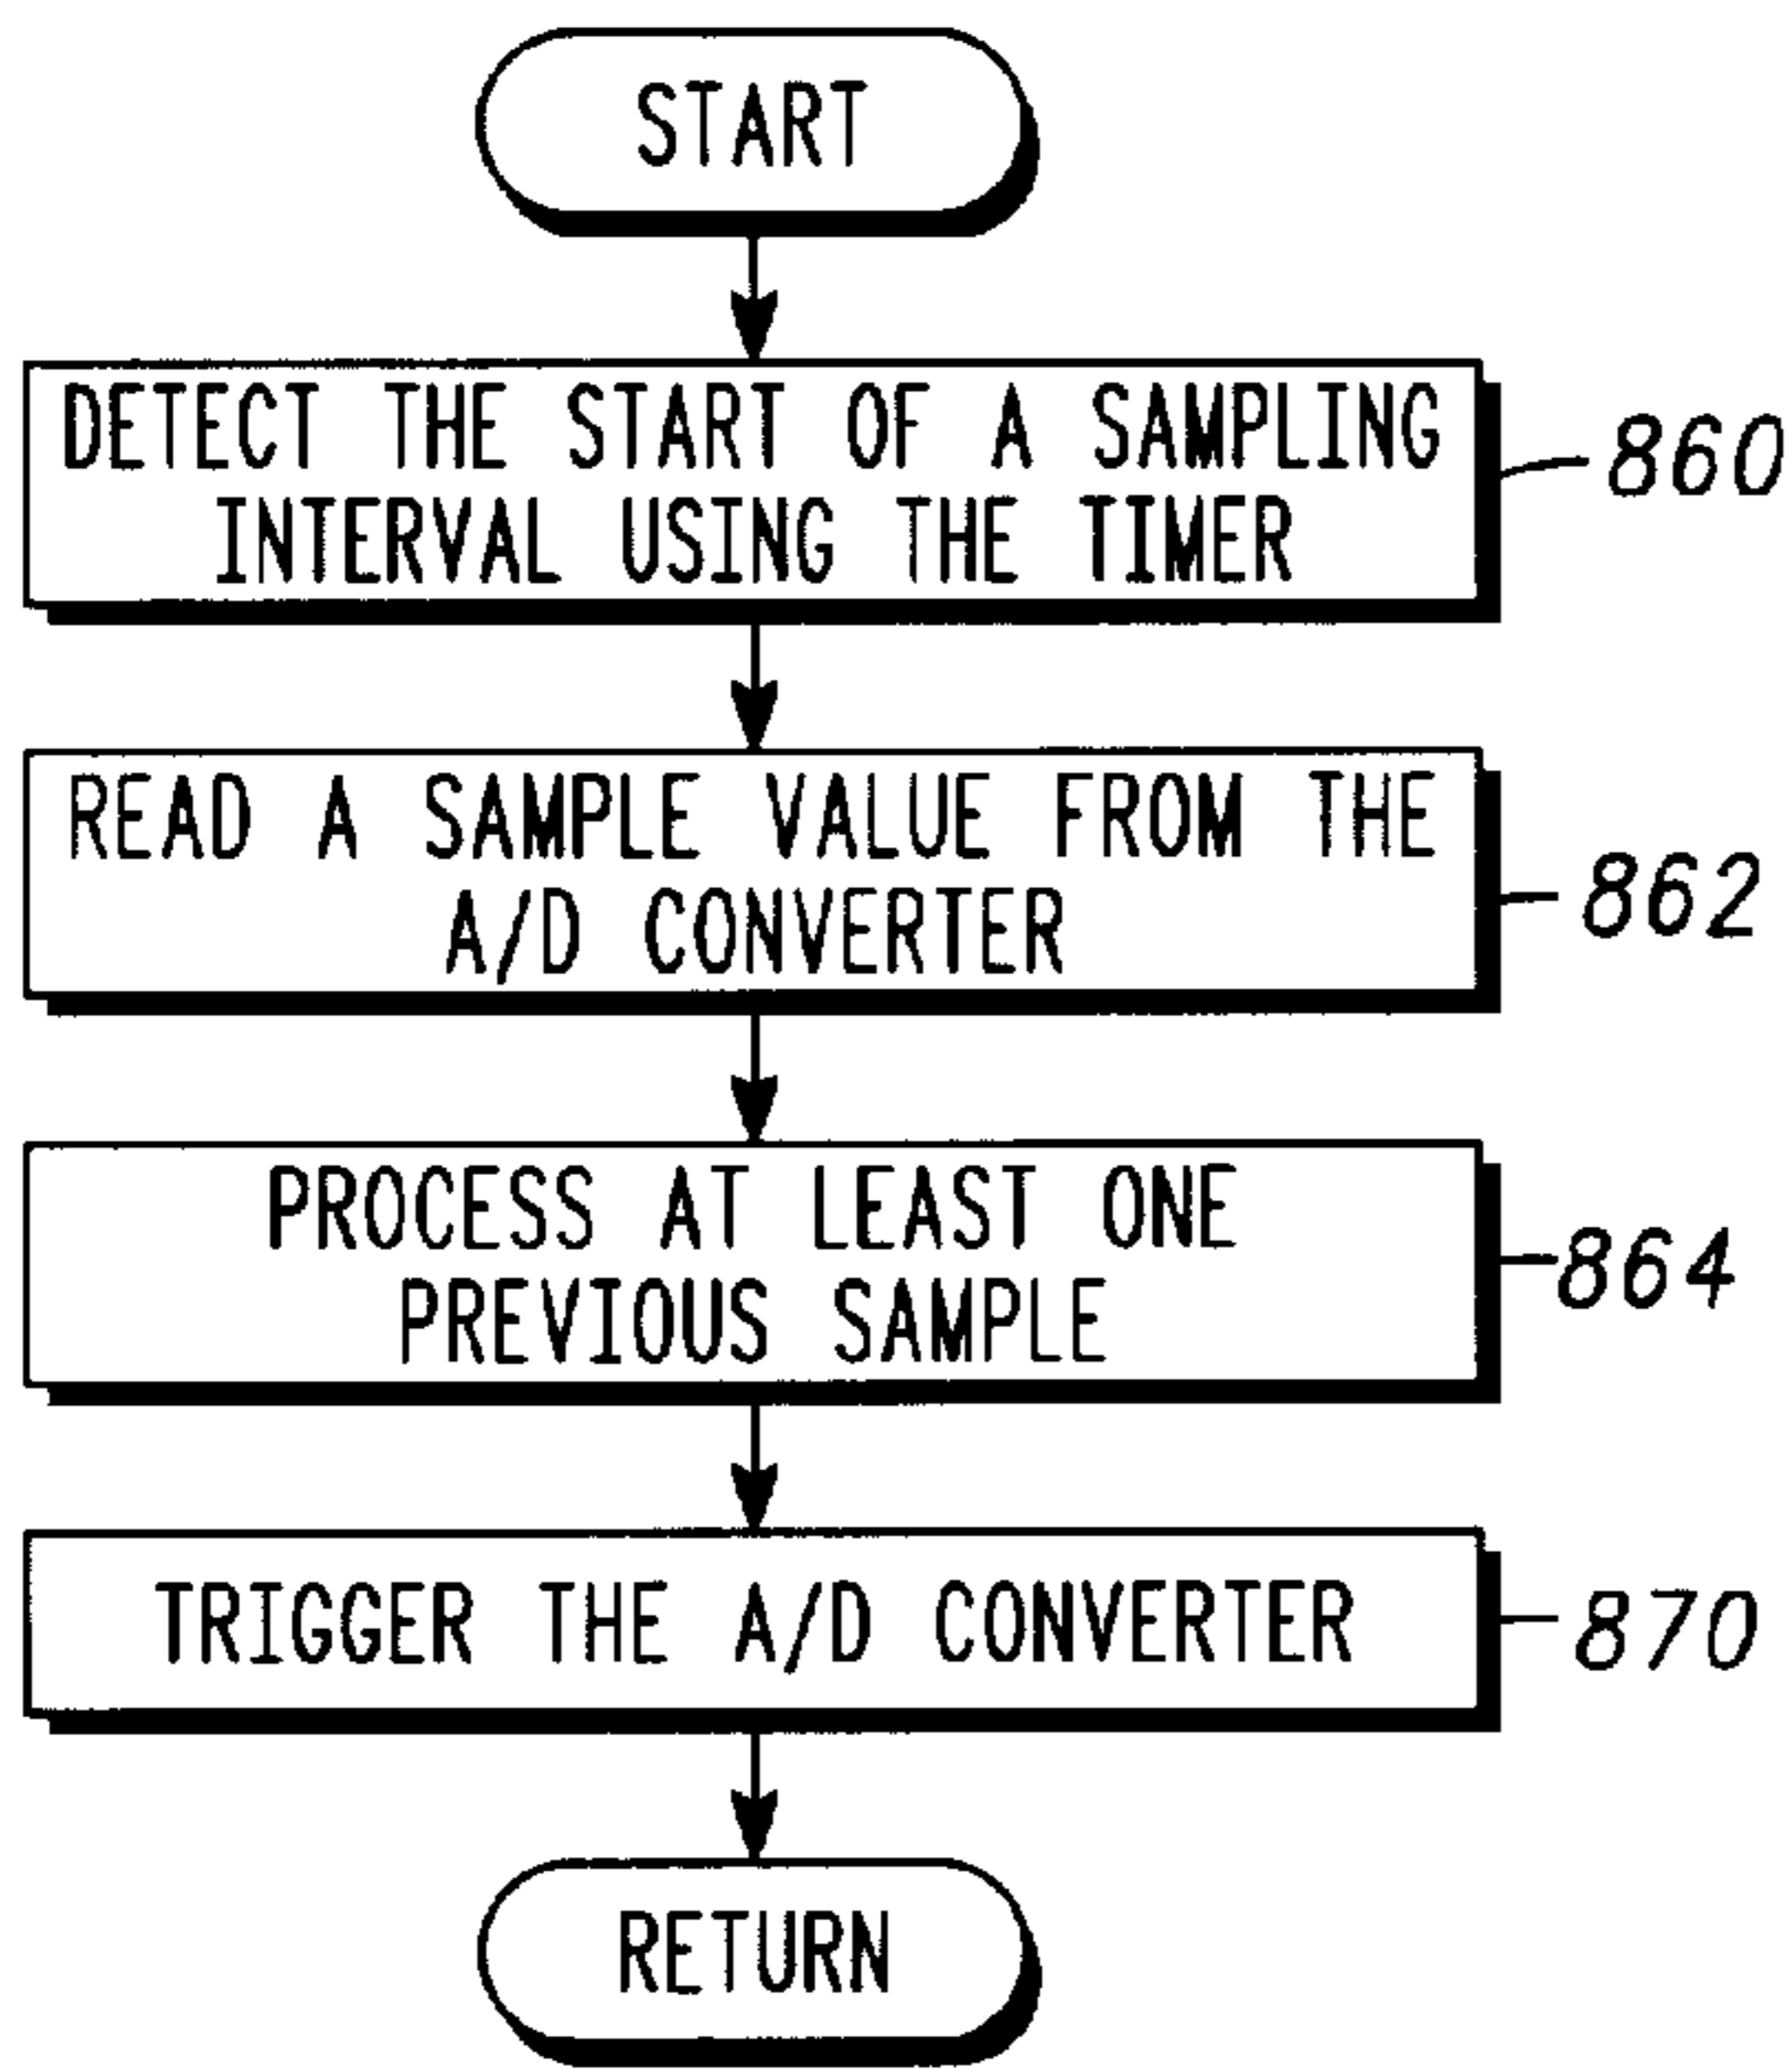 START
DETECT THE START OF A SAMPLING
INTERVAL USING THE TIMER
860
READ A SAMPLE VALUE FROM THE
A/D CONVERTER
862
PROCESS AT LEAST ONE
PREVIOUS SAMPLE
864
TRIGGER THE A/D CONVERTER
870
RETURN